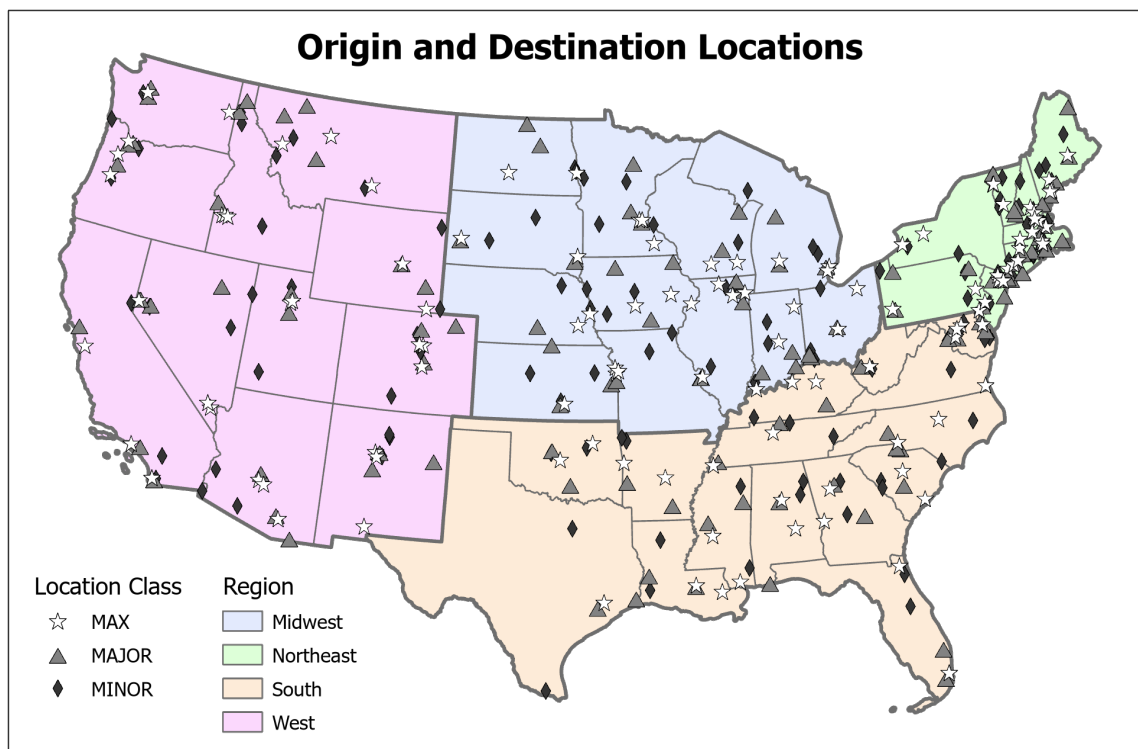 Origin and Destination Locations
Location Class
MAX
MAJOR
MINOR
Region
Midwest
Northeast
South
West